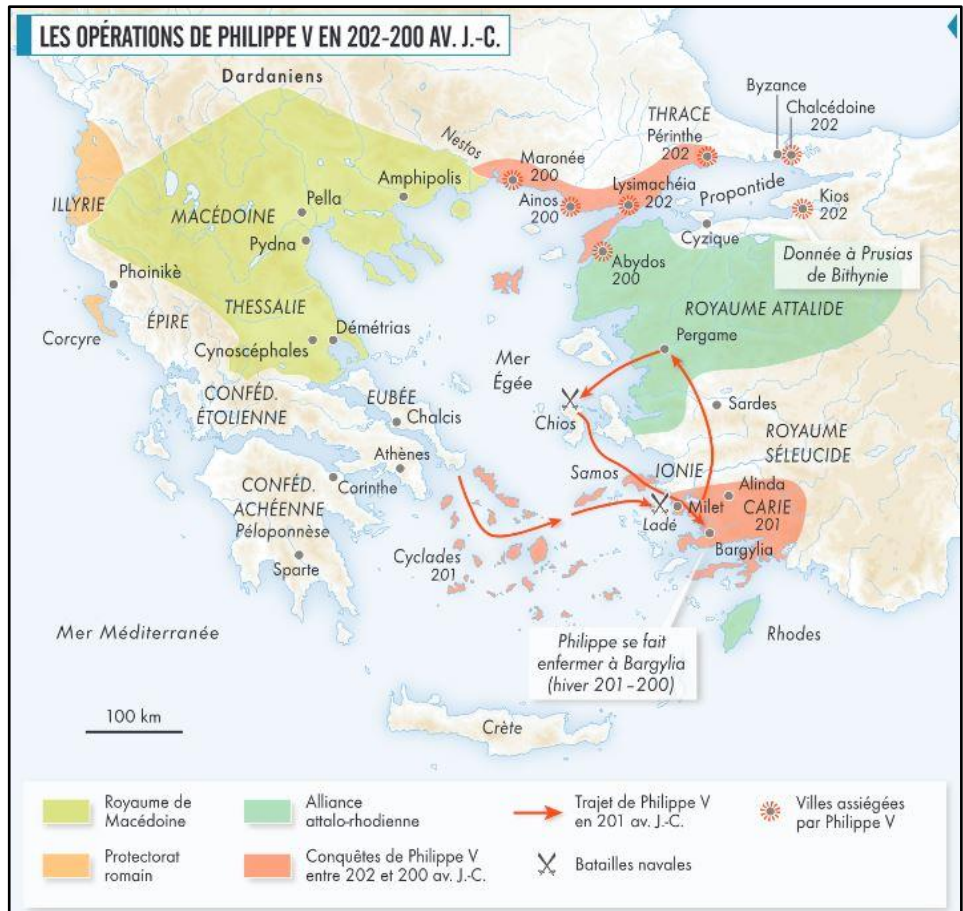 LES OPÉRATIONS DE PHILIPPE V EN 202-200 AV. J.-C.
Dardaniens
Byzance
Chalcédoine
202
THRACE
Périnthe
202
Nestos
Maronée
200
Amphipolis
Lysimachéia
202
Propontide
Ainos
200
Kios
202
ILLYRIE
MACÉDOINE
Pella
Pydna
Cyzique
Donnée à Prusias
de Bithynie
Abydos
200
Phoinikè
THESSALIE
ROYAUME ATTALIDE
ÉPIRE
Corcyre
Démétrias
Cynoscéphales
Pergame
Mer
Égée
CONFÉD.
ÉTOLIENNE
EUBÉE
Chalcis
Chios
Sardes
ROYAUME
SÉLEUCIDE
Athènes
Samos
IONIE
CONFÉD.
ACHÉENNE
Péloponnèse
Corinthe
Alinda
Milet
CARIE
201
Ladé
Bargylia
Cyclades
201
Sparte
Mer Méditerranée
Rhodes
Philippe se fait
enfermer à Bargylia
(hiver 201-200)
100 km
Crète
Royaume de
Macédoine
Alliance
attalo-rhodienne
Trajet de Philippe V
en 201 av. J.-C.
Villes assiégées
par Philippe V
Protectorat
romain
Conquêtes de Philippe V
entre 202 et 200 av. J.-C.
Batailles navales